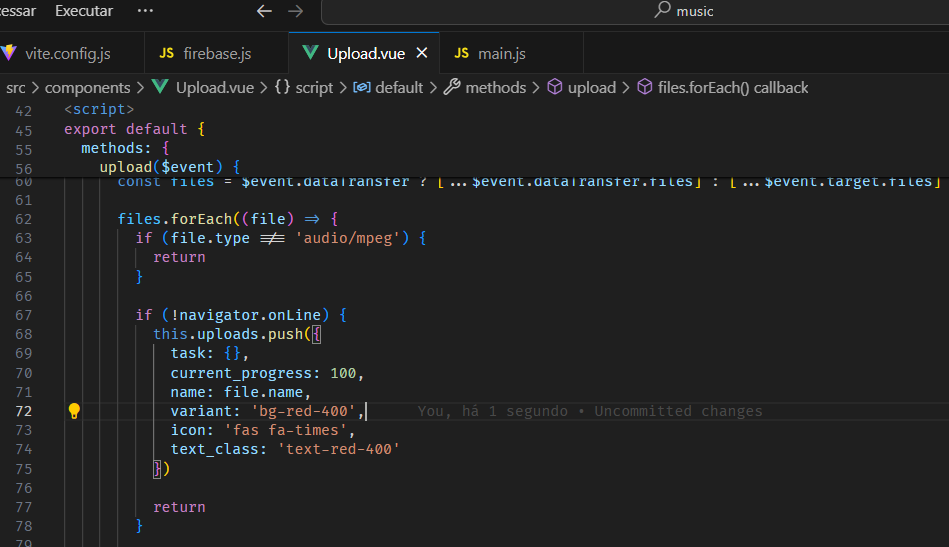 cessar Executar ··· ← → music
vite.config.js JS firebase.js Upload.vue × JS main.js
src > components > Upload.vue > {} script > default > methods > upload > files.forEach() callback
42 <script>
45 export default {
55 methods: {
56 upload($event) {
60 const files = $event.dataTransfer ? [...$event.dataTransfer.files] : [...$event.target.files]
61
62 files.forEach((file) => {
63 if (file.type !== 'audio/mpeg') {
64 return
65 }
66
67 if (!navigator.onLine) {
68 this.uploads.push({
69 task: {},
70 current_progress: 100,
71 name: file.name,
72 variant: 'bg-red-400', You, há 1 segundo • Uncommitted changes
73 icon: 'fas fa-times',
74 text_class: 'text-red-400'
75 })
76
77 return
78 }
79